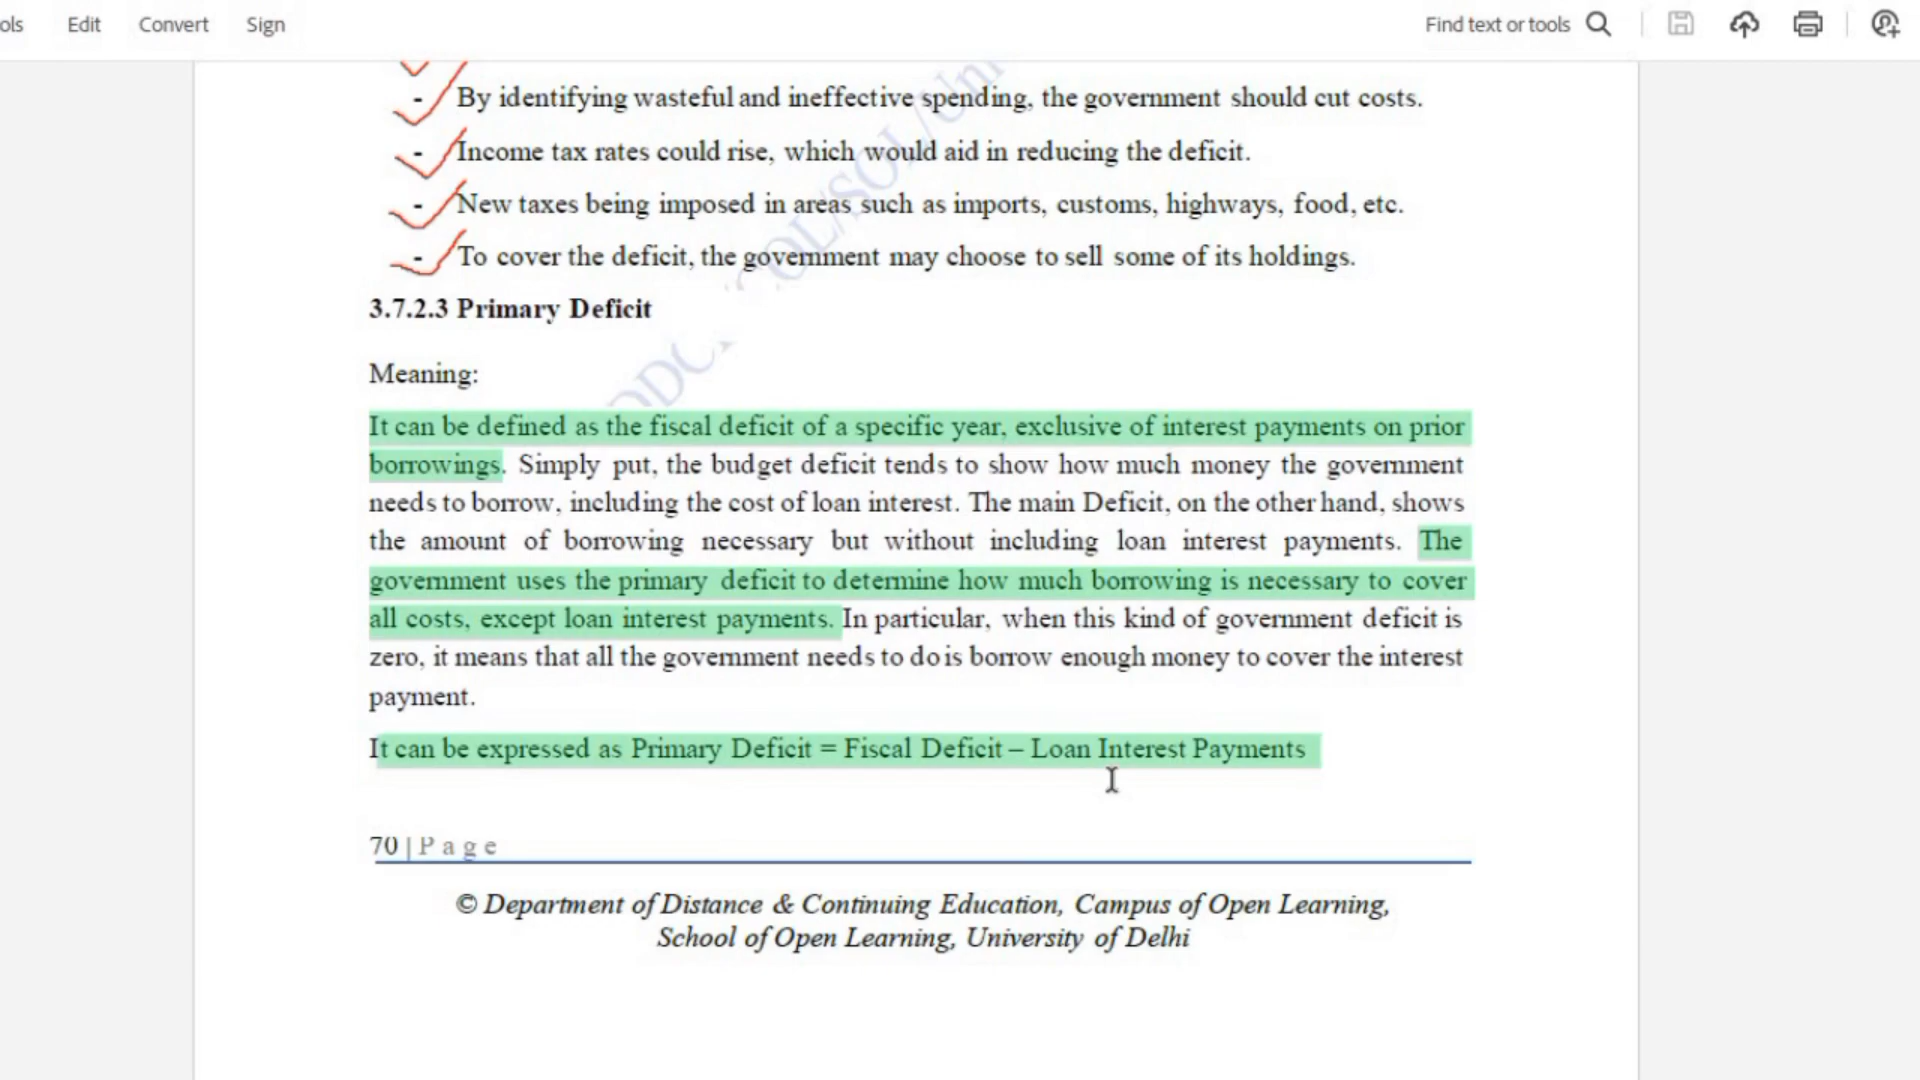 ols Edit Convert Sign Find text or tools
- By identifying wasteful and ineffective spending, the government should cut costs.
- Income tax rates could rise, which would aid in reducing the deficit.
- New taxes being imposed in areas such as imports, customs, highways, food, etc.
- To cover the deficit, the government may choose to sell some of its holdings.
3.7.2.3 Primary Deficit
Meaning:
It can be defined as the fiscal deficit of a specific year, exclusive of interest payments on prior
borrowings. Simply put, the budget deficit tends to show how much money the government
needs to borrow, including the cost of loan interest. The main Deficit, on the other hand, shows
the amount of borrowing necessary but without including loan interest payments. The
government uses the primary deficit to determine how much borrowing is necessary to cover
all costs, except loan interest payments. In particular, when this kind of government deficit is
zero, it means that all the government needs to do is borrow enough money to cover the interest
payment.
It can be expressed as Primary Deficit = Fiscal Deficit – Loan Interest Payments
70 | P a g e
© Department of Distance & Continuing Education, Campus of Open Learning,
School of Open Learning, University of Delhi